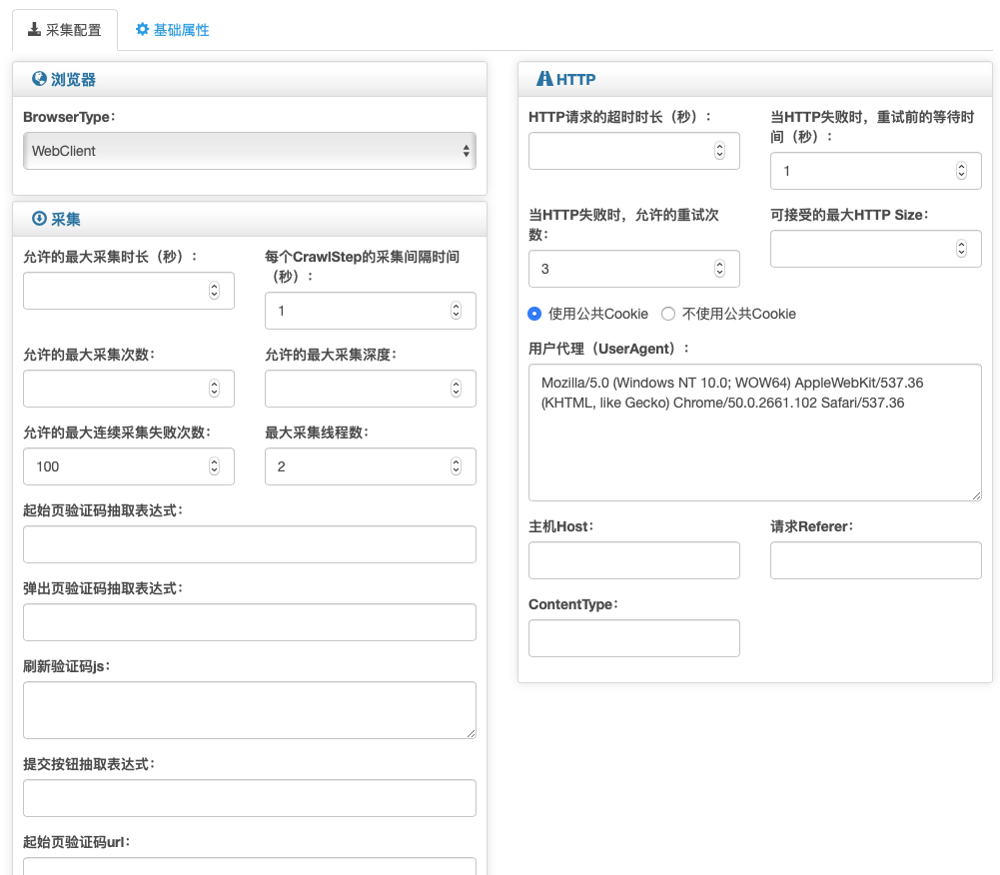 采集配置
基础属性
浏览器
BrowserType：
WebClient
采集
允许的最大采集时长（秒）：
每个CrawlStep的采集间隔时间
（秒）：
1
允许的最大采集次数：
允许的最大采集深度：
允许的最大连续采集失败次数：
100
最大采集线程数：
2
起始页验证码抽取表达式：
弹出页验证码抽取表达式：
刷新验证码js：
提交按钮抽取表达式：
起始页验证码url：
HTTP
HTTP请求的超时时长（秒）：
当HTTP失败时，重试前的等待时
间（秒）：
1
当HTTP失败时，允许的重试次
数：
3
可接受的最大HTTP Size：
使用公共Cookie
不使用公共Cookie
用户代理（UserAgent）：
Mozilla/5.0 (Windows NT 10.0; WOW64) AppleWebKit/537.36
(KHTML, like Gecko) Chrome/50.0.2661.102 Safari/537.36
主机Host：
请求Referer：
ContentType：